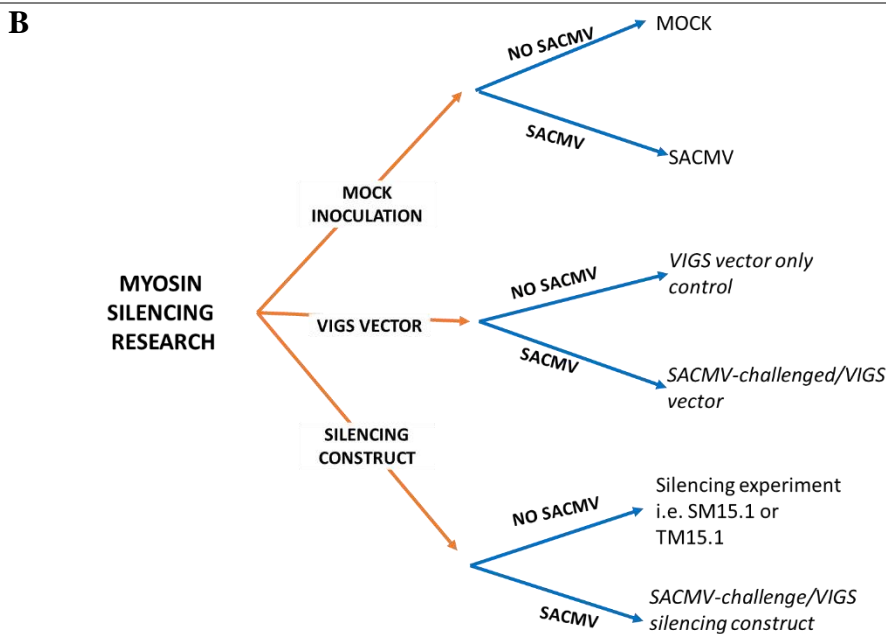 B
NO SACMV
MOCK
SACMV
SACMV
MOCK
INOCULATION
MYOSIN
SILENCING
RESEARCH
VIGS VECTOR
NO SACMV
VIGS vector only
control
SACMV
SACMV-challenged/VIGS
vector
SILENCING
CONSTRUCT
NO SACMV
Silencing experiment
i.e. SM15.1 or
TM15.1
SACMV
SACMV-challenge/VIGS
silencing construct